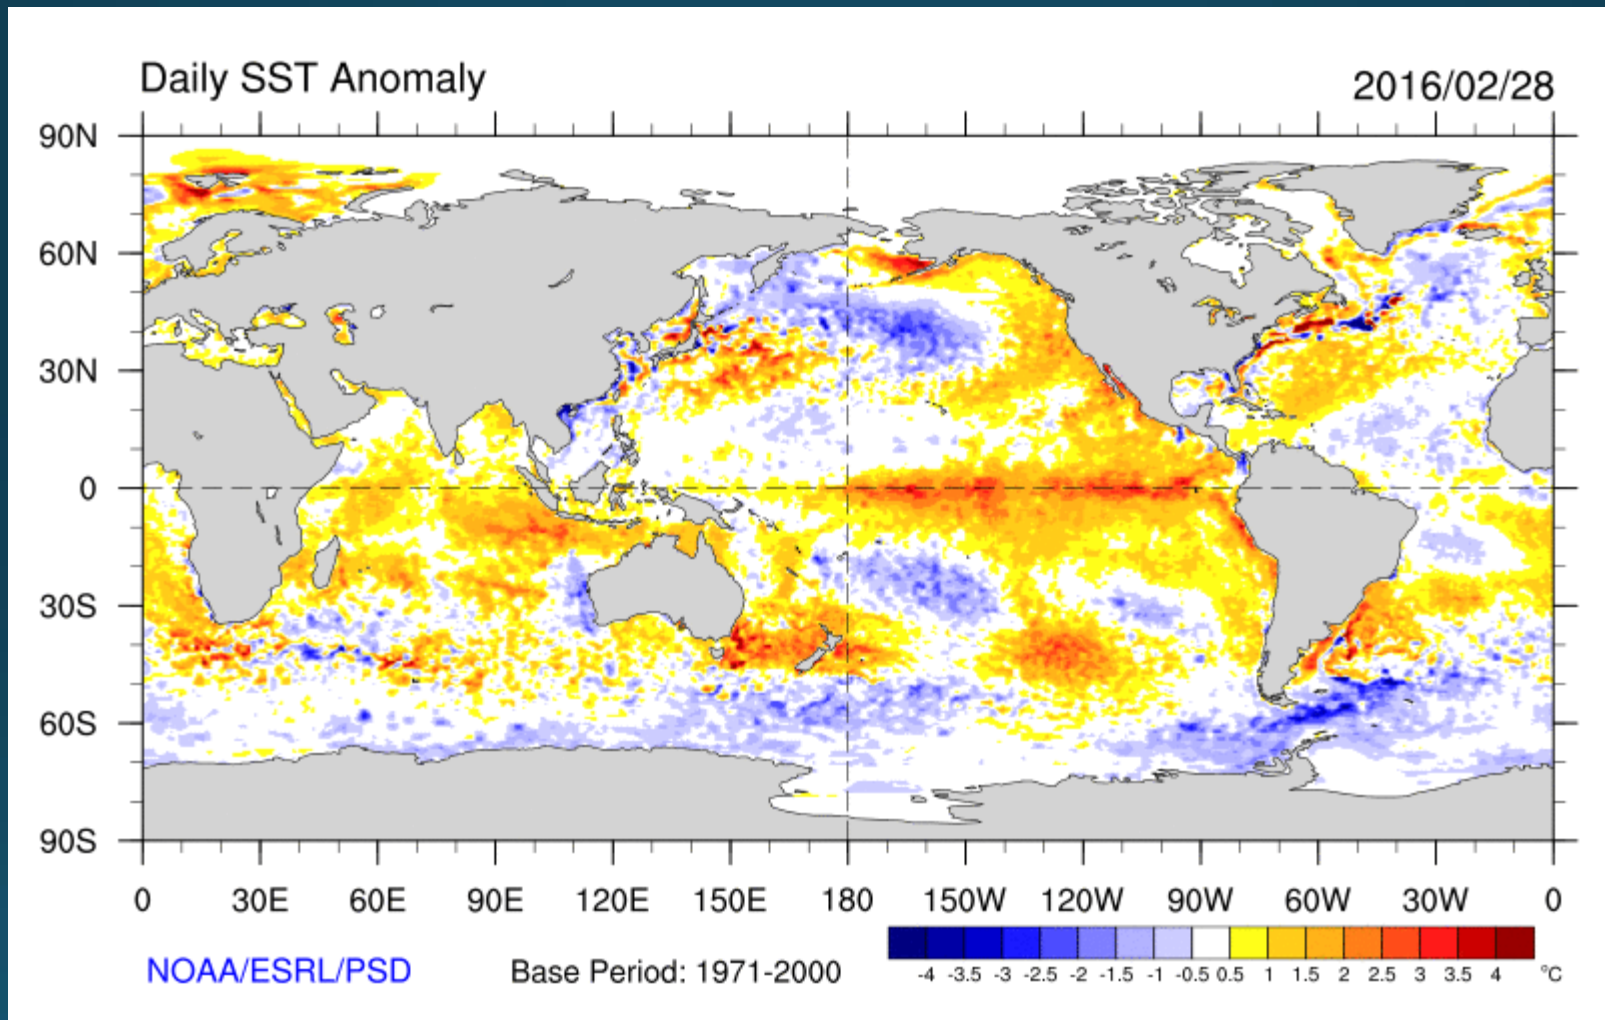 Daily SST Anomaly
2016/02/28
90N
60N
30N
0
30S
60S
90S
0 30E 60E 90E 120E 150E 180 150W 120W 90W 60W 30W 0
-4 -3.5 -3 -2.5 -2 -1.5 -1 -0.5 0.5 1 1.5 2 2.5 3 3.5 4 °C
NOAA/ESRL/PSD
Base Period: 1971-2000